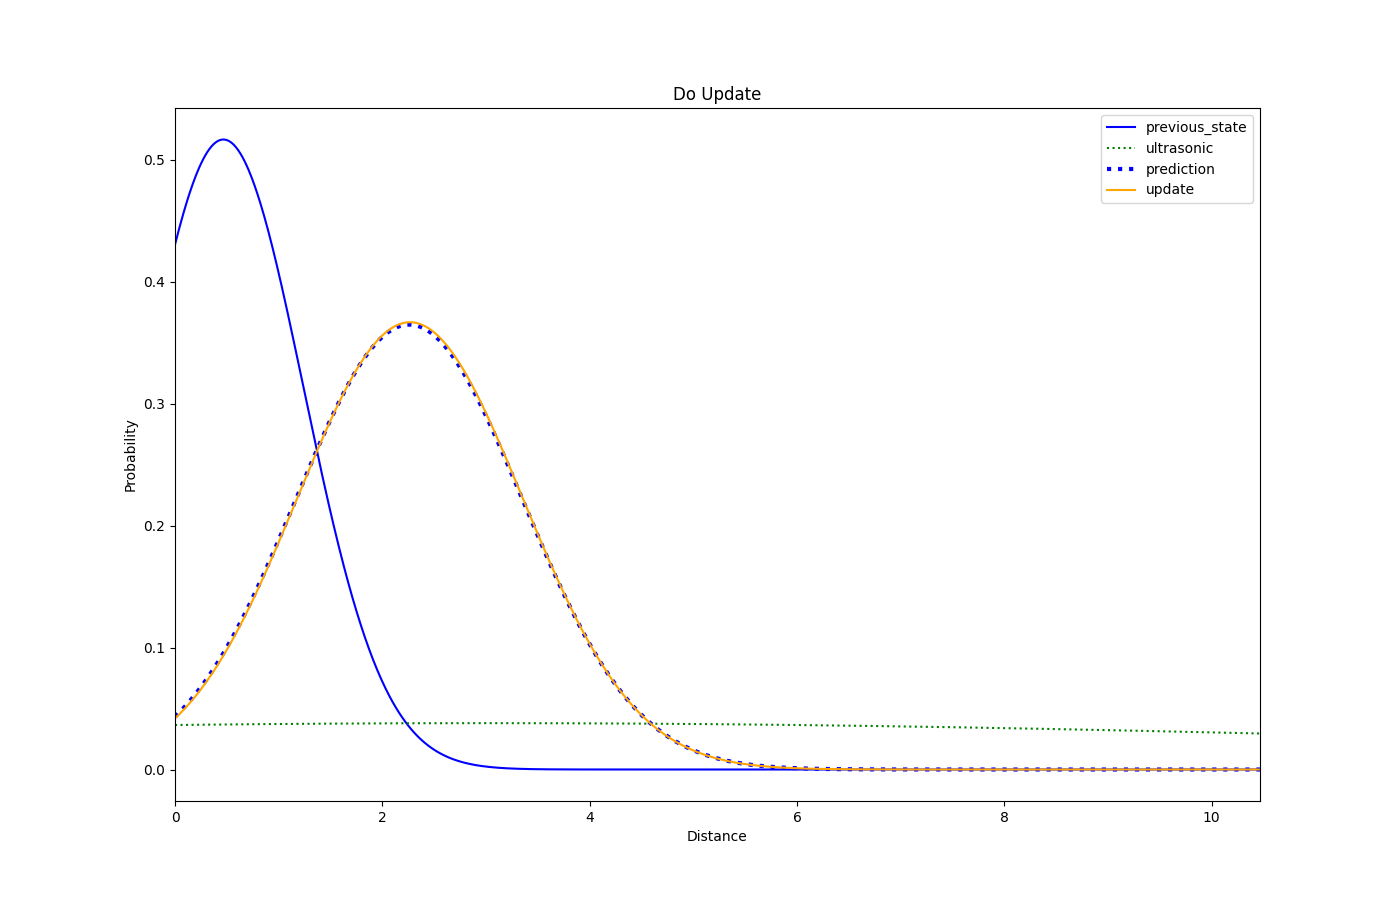 Do Update
previous_state
ultrasonic
prediction
update
Probability
0.5
0.4
0.3
0.2
0.1
0.0
0 2 4 6 8 10
Distance